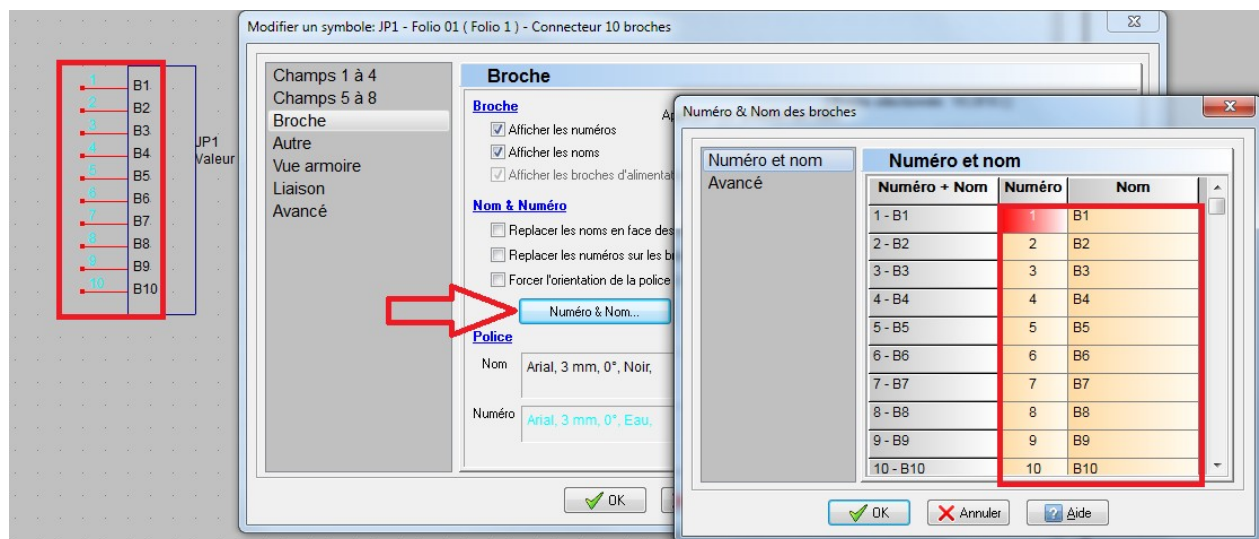 Modifier un symbole: JP1 - Folio 01 ( Folio 1 ) - Connecteur 10 broches
1 B1
2 B2
3 B3
4 B4
5 B5
6 B6
7 B7
8 B8
9 B9
10 B10
JP1
Valeur
Champs 1 à 4
Champs 5 à 8
Broche
Autre
Vue armoire
Liaison
Avancé
Broche
Broche
Afficher les numéros
Afficher les noms
Afficher les broches d'alimentat
Nom & Numéro
Replacer les noms en face des
Replacer les numéros sur les b
Forcer l'orientation de la police
Numéro & Nom...
Police
Nom
Arial, 3 mm, 0°, Noir,
Numéro
Arial, 3 mm, 0°, Eau,
OK
Numéro & Nom des broches
Numéro et nom
Avancé
Numéro et nom
Numéro + Nom Numéro Nom
1 - B1 1 B1
2 - B2 2 B2
3 - B3 3 B3
4 - B4 4 B4
5 - B5 5 B5
6 - B6 6 B6
7 - B7 7 B7
8 - B8 8 B8
9 - B9 9 B9
10 - B10 10 B10
OK Annuler Aide